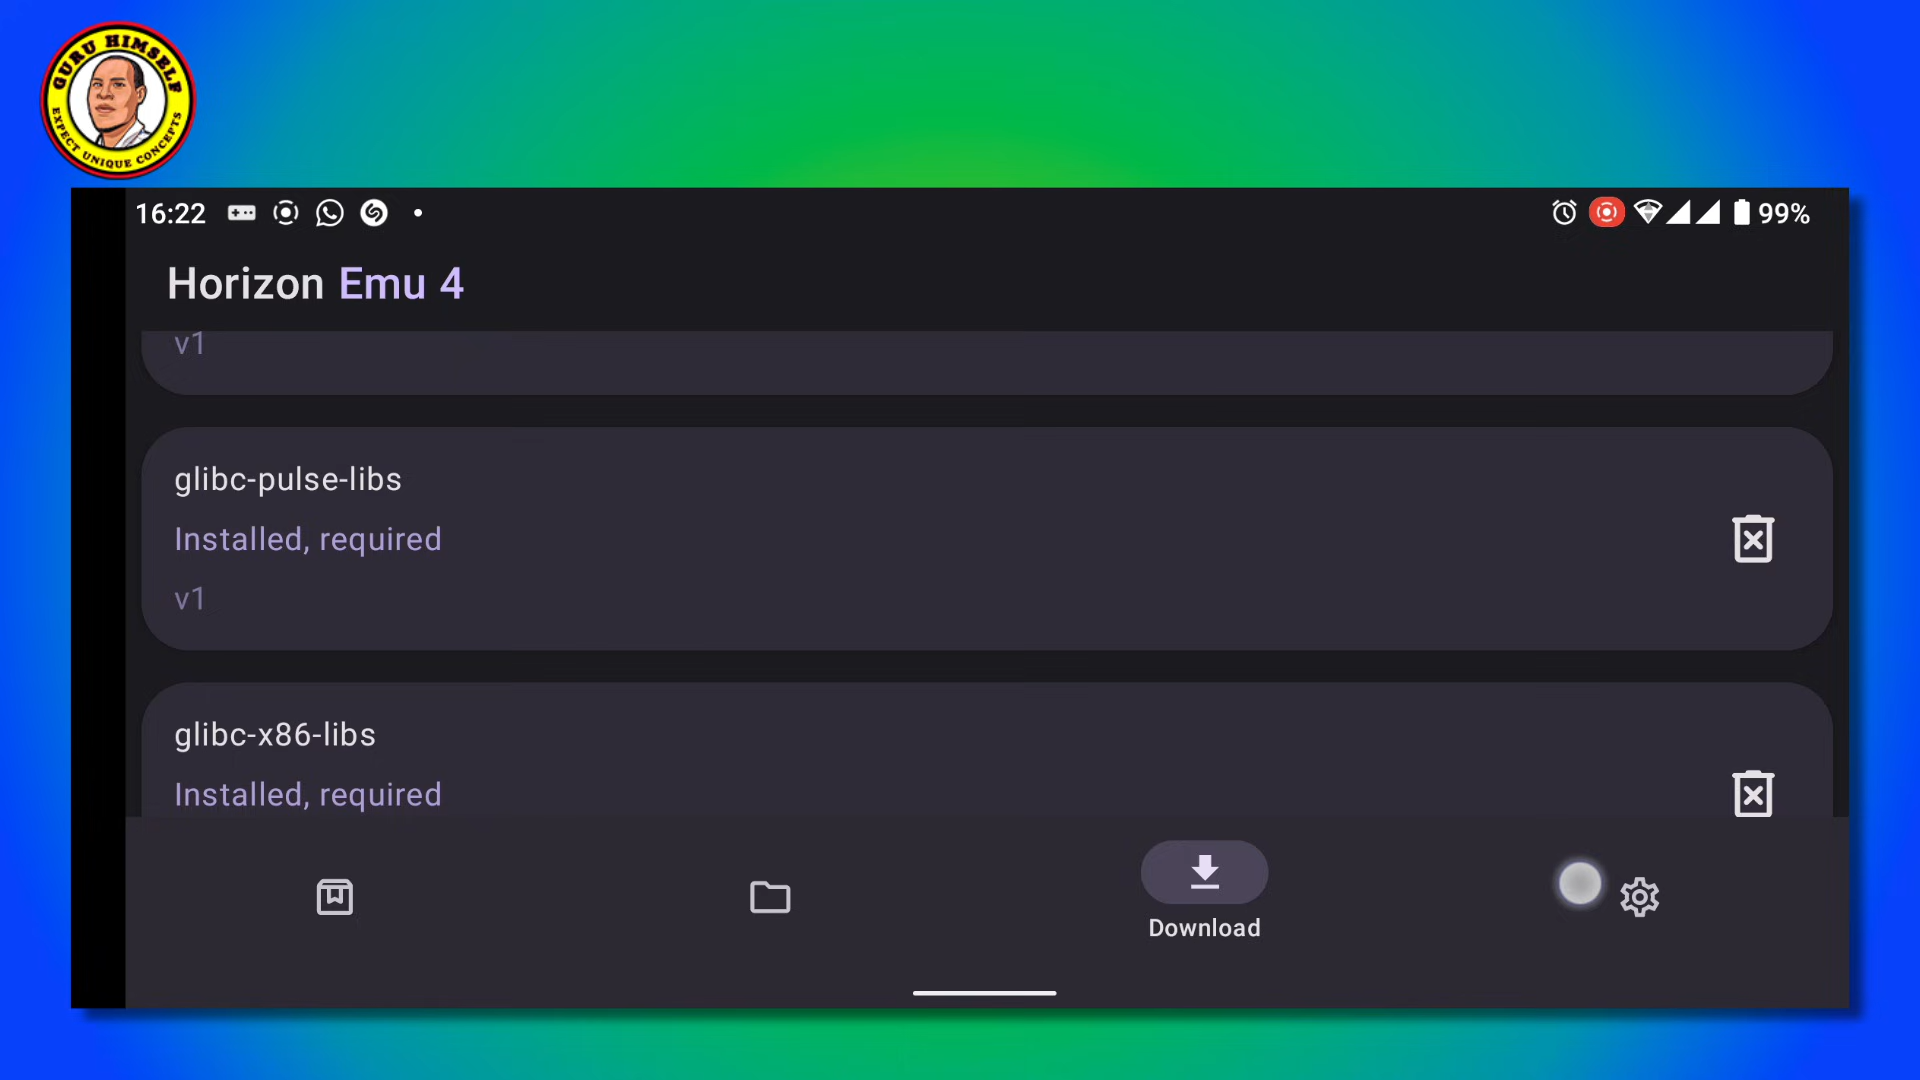 GURU HIMSELF
EXPECT UNIQUE CONCEPTS
16:22
99%
Horizon Emu 4
v1
glibc-pulse-libs
Installed, required
v1
glibc-x86-libs
Installed, required
Download